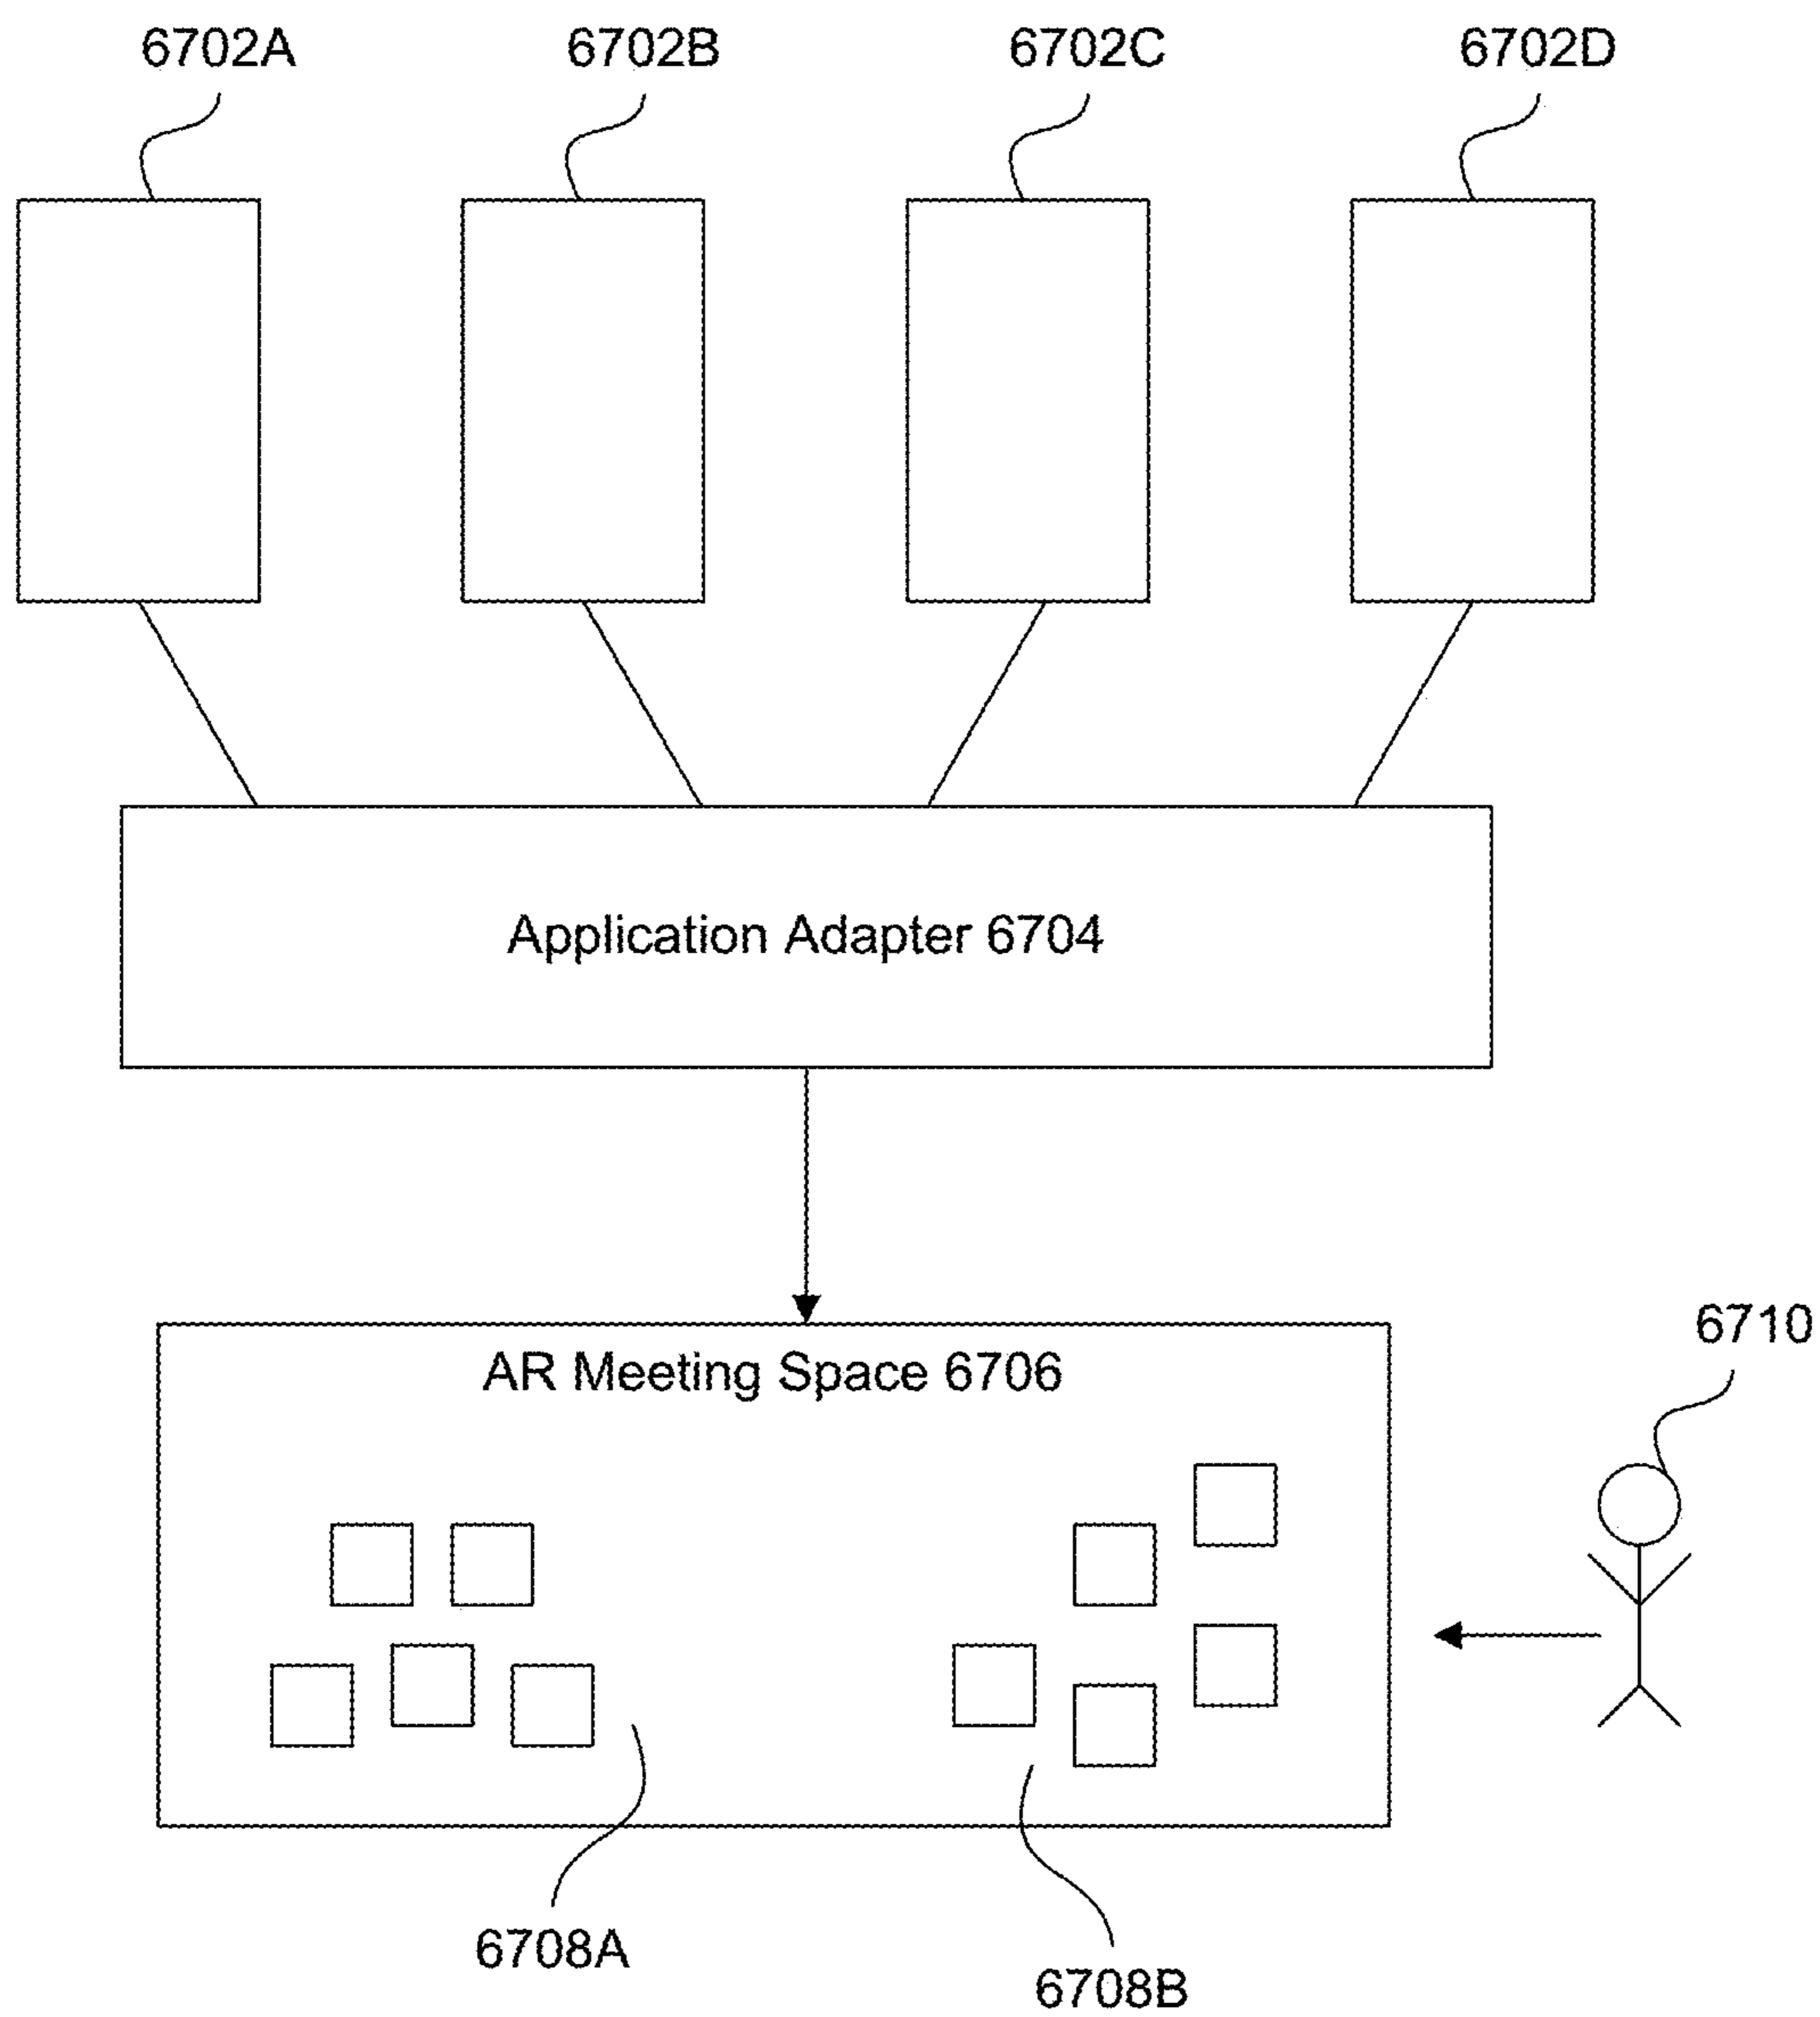 6702A
6702B
6702C
6702D
Application Adapter 6704
AR Meeting Space 6706
6710
6708A
6708B